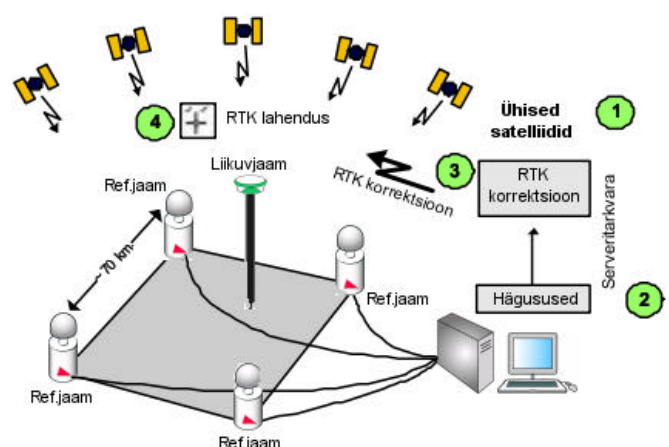 Ühised
satelliidid
1
4
RTK lahendus
3
RTK
korrektsioon
RTK korrektsioon
Liikuvjaam
Ref.jaam
Serveritarkvara
~ 70 km
Ref.jaam
Hägusused
2
Ref.jaam
Ref.jaam